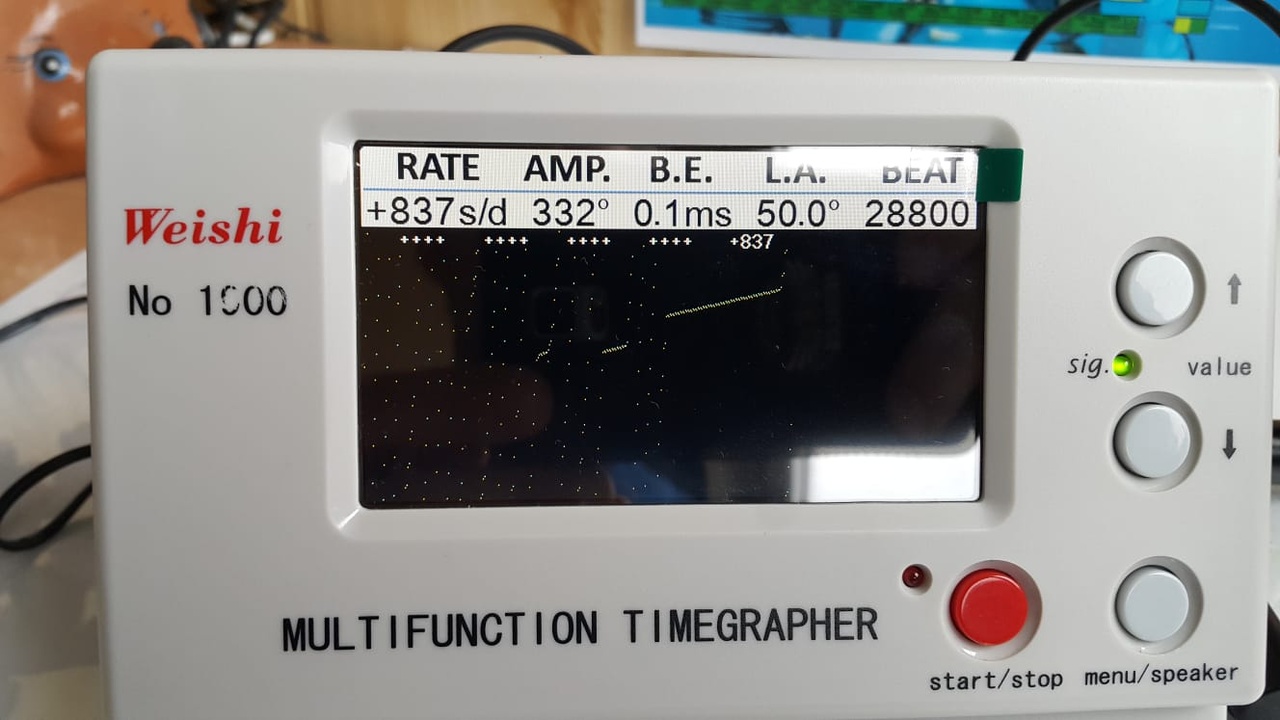 RATE AMP. B.E. L.A. BEAT
+837s/d 332° 0.1ms 50.0° 28800
++++ ++++ ++++ ++++ +837
Weishi
No 1000
sig. value
MULTIFUNCTION TIMEGRAPHER
start/stop menu/speaker